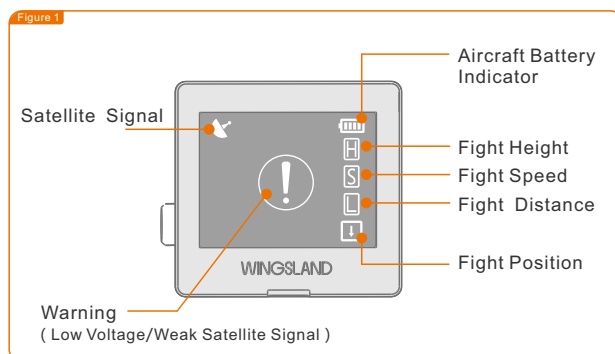 Figure 1
Aircraft Battery
Indicator
Satellite Signal
H
Fight Height
S
Fight Speed
L
Fight Distance
Fight Position
WINGSLAND
Warning
( Low Voltage/Weak Satellite Signal )